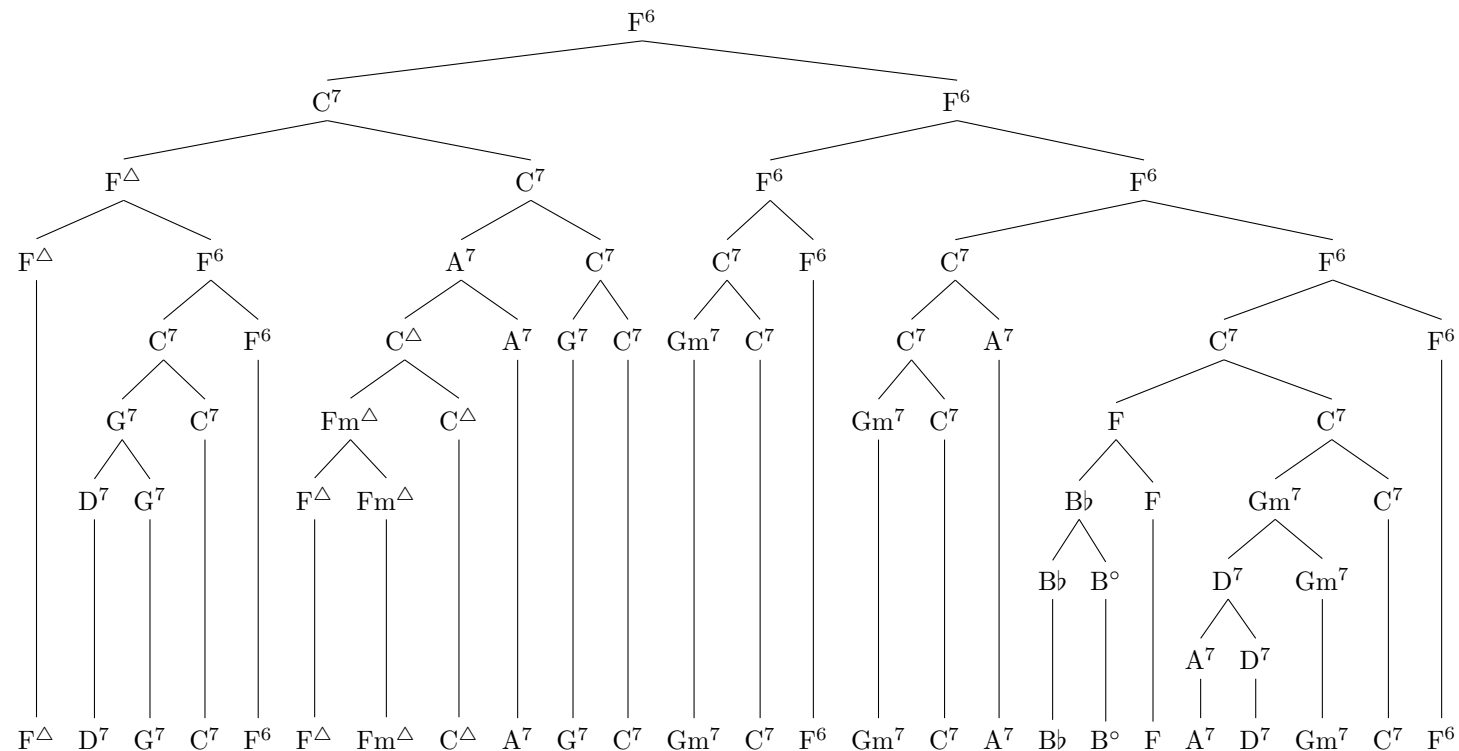 F⁶
C⁷ F⁶
F△ C⁷ F⁶ F⁶
F△ F⁶ A⁷ C⁷ C⁷ F⁶ C⁷ F⁶
C⁷ F⁶ C△ A⁷ G⁷ C⁷ Gm⁷ C⁷ C⁷ A⁷ C⁷ F⁶
G⁷ C⁷ Fm△ C△ Gm⁷ C⁷ F C⁷
D⁷ G⁷ F△ Fm△ B♭ F Gm⁷ C⁷
B♭ B° D⁷ Gm⁷
A⁷ D⁷
F△ D⁷ G⁷ C⁷ F⁶ F△ Fm△ C△ A⁷ G⁷ C⁷ Gm⁷ C⁷ F⁶ Gm⁷ C⁷ A⁷ B♭ B° F A⁷ D⁷ Gm⁷ C⁷ F⁶